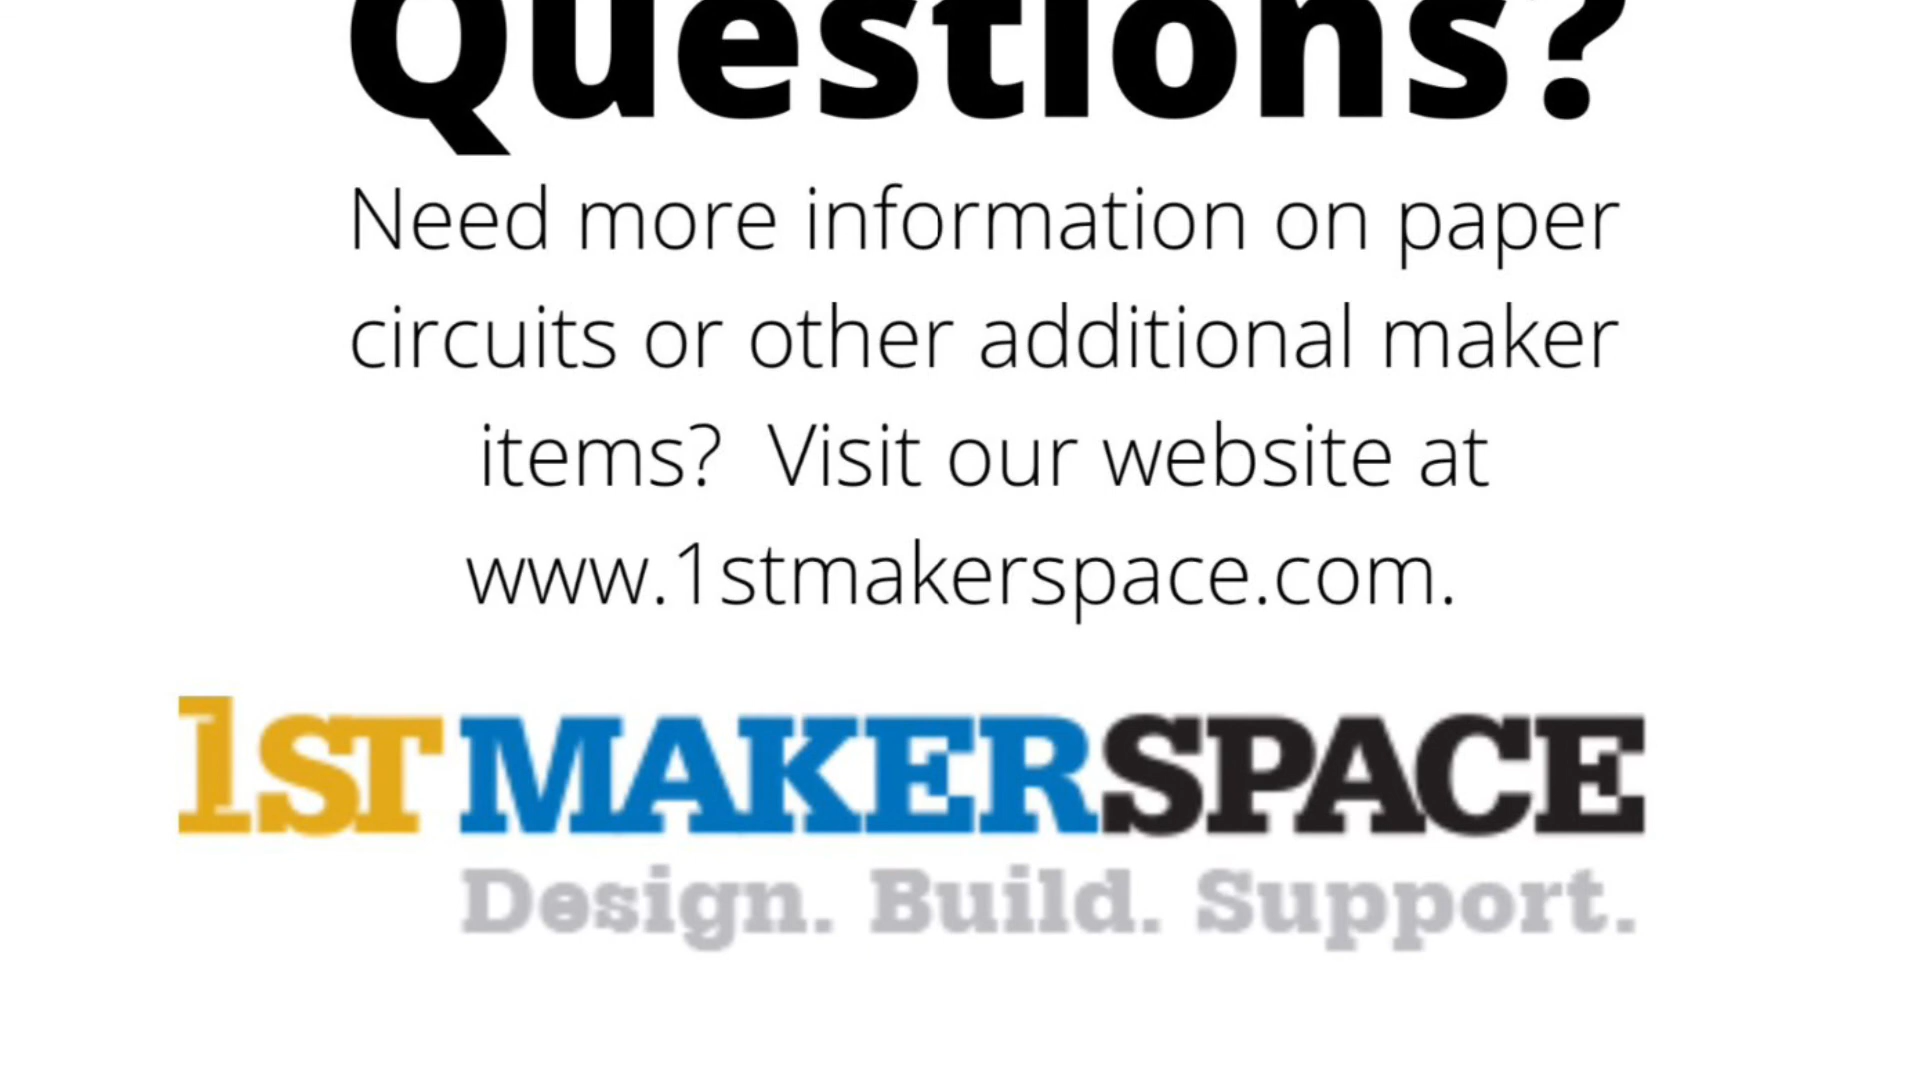 Questions?
Need more information on paper
circuits or other additional maker
items?  Visit our website at
www.1stmakerspace.com.
1ST MAKERSPACE
Design. Build. Support.